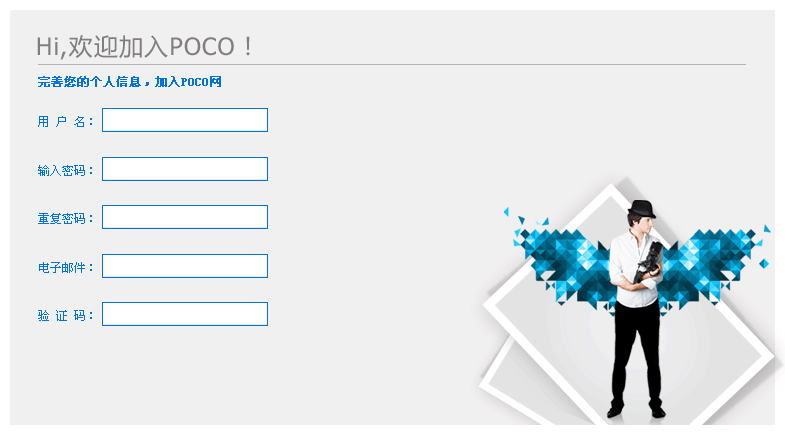 Hi,欢迎加入POCO！
完善您的个人信息，加入POCO网
用 户 名：
输入密码：
重复密码：
电子邮件：
验 证 码：